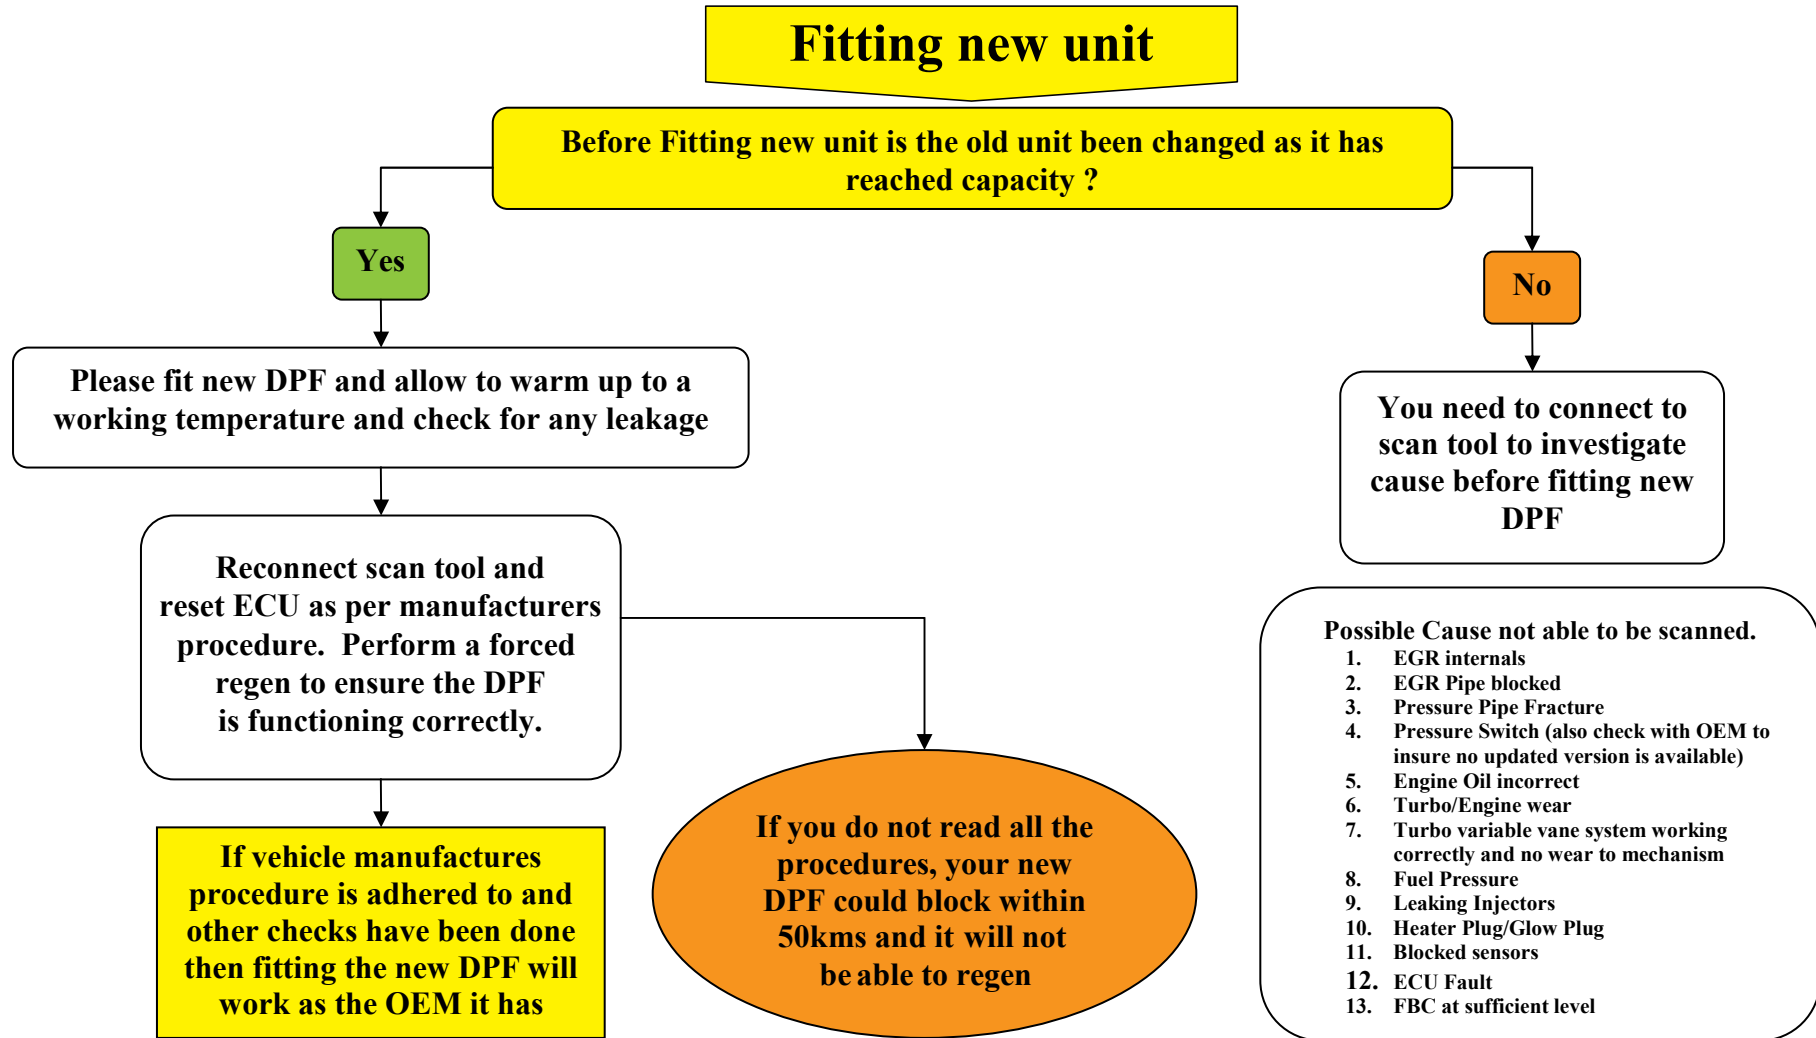 Fitting new unit
Before Fitting new unit is the old unit been changed as it has
reached capacity ?
Yes
No
Please fit new DPF and allow to warm up to a
working temperature and check for any leakage
You need to connect to
scan tool to investigate
cause before fitting new
DPF
Reconnect scan tool and
reset ECU as per manufacturers
procedure. Perform a forced
regen to ensure the DPF
is functioning correctly.
If vehicle manufactures
procedure is adhered to and
other checks have been done
then fitting the new DPF will
work as the OEM it has
If you do not read all the
procedures, your new
DPF could block within
50kms and it will not
be able to regen
Possible Cause not able to be scanned.
1. EGR internals
2. EGR Pipe blocked
3. Pressure Pipe Fracture
4. Pressure Switch (also check with OEM to
insure no updated version is available)
5. Engine Oil incorrect
6. Turbo/Engine wear
7. Turbo variable vane system working
correctly and no wear to mechanism
8. Fuel Pressure
9. Leaking Injectors
10. Heater Plug/Glow Plug
11. Blocked sensors
12. ECU Fault
13. FBC at sufficient level